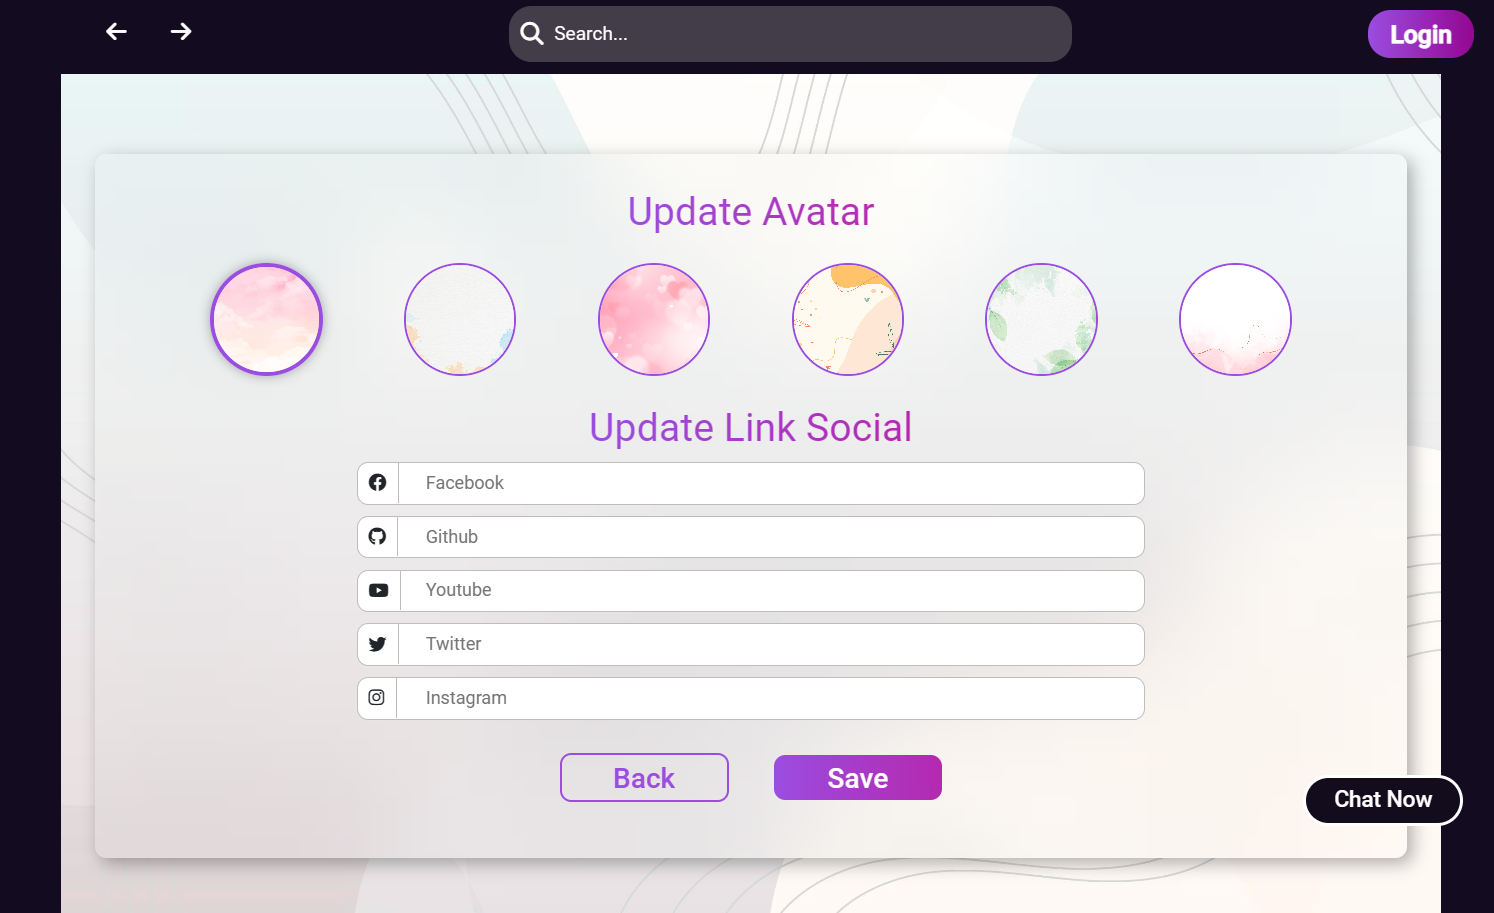 Search...
Login
Update Avatar
Update Link Social
Facebook
Github
Youtube
Twitter
Instagram
Back
Save
Chat Now